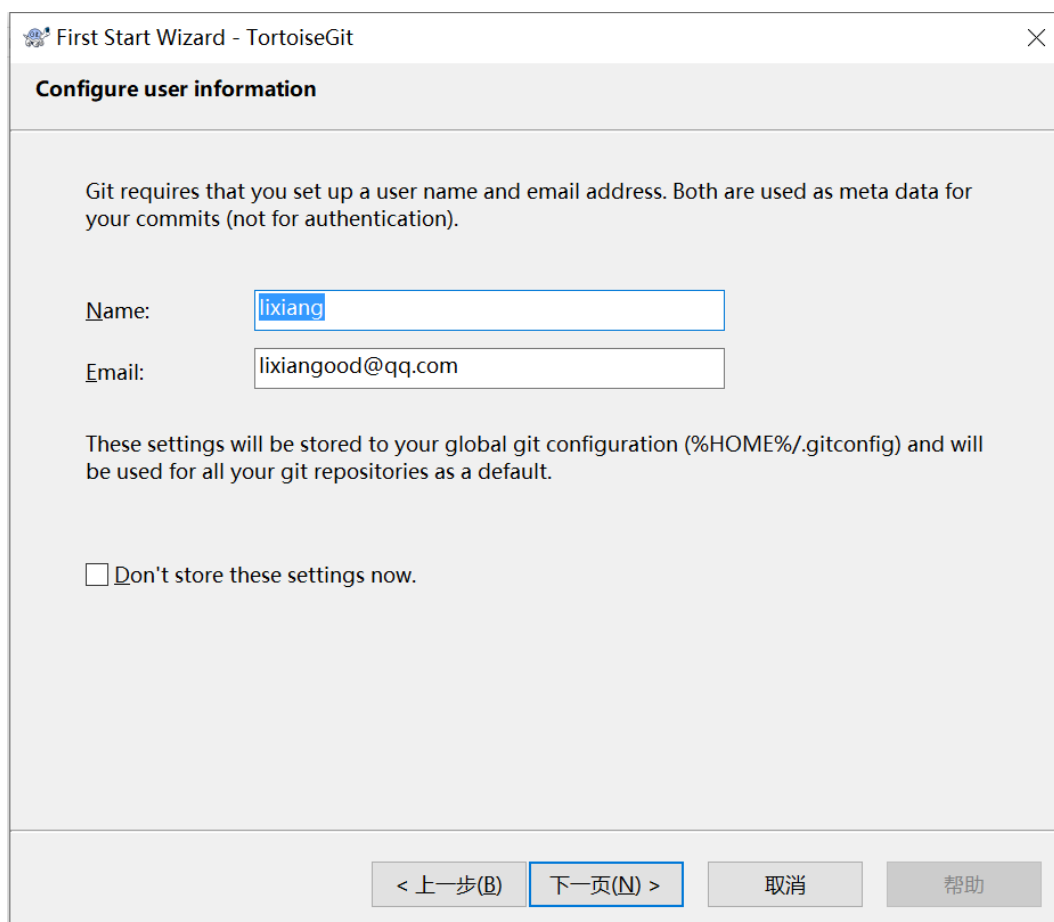 First Start Wizard - TortoiseGit
Configure user information
Git requires that you set up a user name and email address. Both are used as meta data for
your commits (not for authentication).
Name:
lixiang
Email:
lixiangood@qq.com
These settings will be stored to your global git configuration (%HOME%/.gitconfig) and will
be used for all your git repositories as a default.
Don't store these settings now.
< 上一步(B) 下一页(N) > 取消 帮助